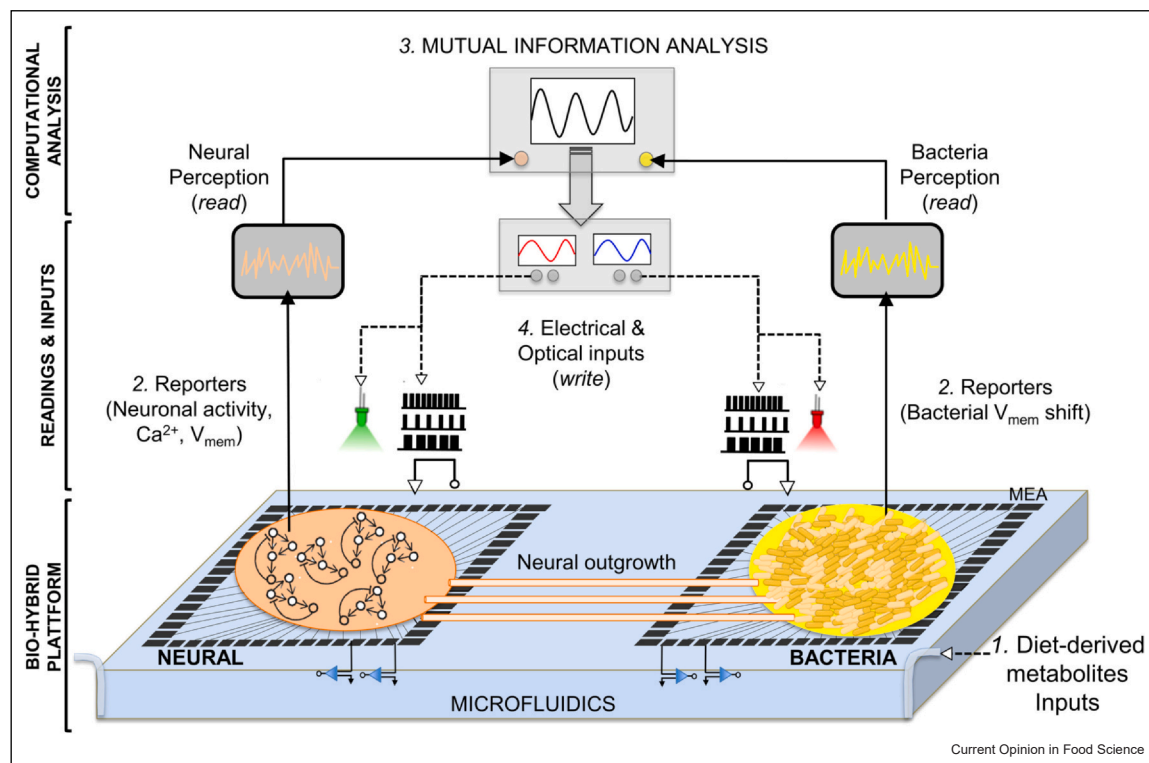 3. MUTUAL INFORMATION ANALYSIS
COMPUTATIONAL
ANALYSIS
Neural
Perception
(read)
Bacteria
Perception
(read)
READINGS & INPUTS
4. Electrical &
Optical inputs
(write)
2. Reporters
(Neuronal activity,
Ca2+, Vmem)
2. Reporters
(Bacterial Vmem shift)
MEA
BIO-HYBRID
PLATTFORM
Neural outgrowth
NEURAL
BACTERIA
1. Diet-derived
metabolites
Inputs
MICROFLUIDICS
Current Opinion in Food Science